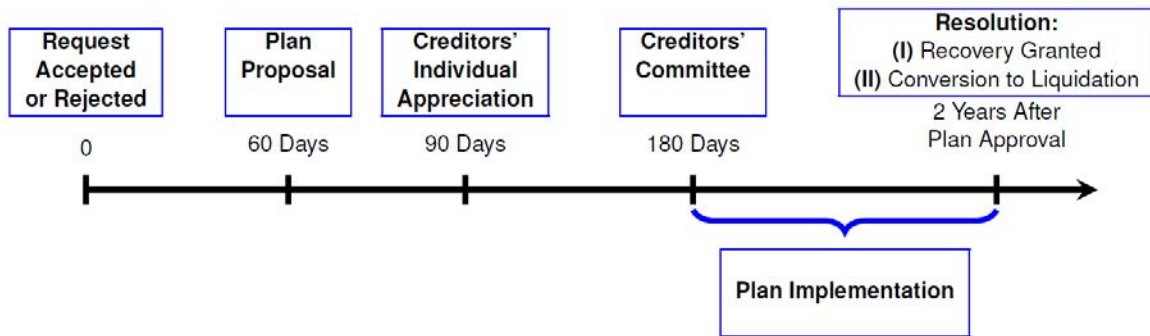 Request
Accepted
or Rejected
Plan
Proposal
Creditors'
Individual
Appreciation
Creditors'
Committee
Resolution:
(I) Recovery Granted
(II) Conversion to Liquidation
0
60 Days
90 Days
180 Days
2 Years After
Plan Approval
Plan Implementation